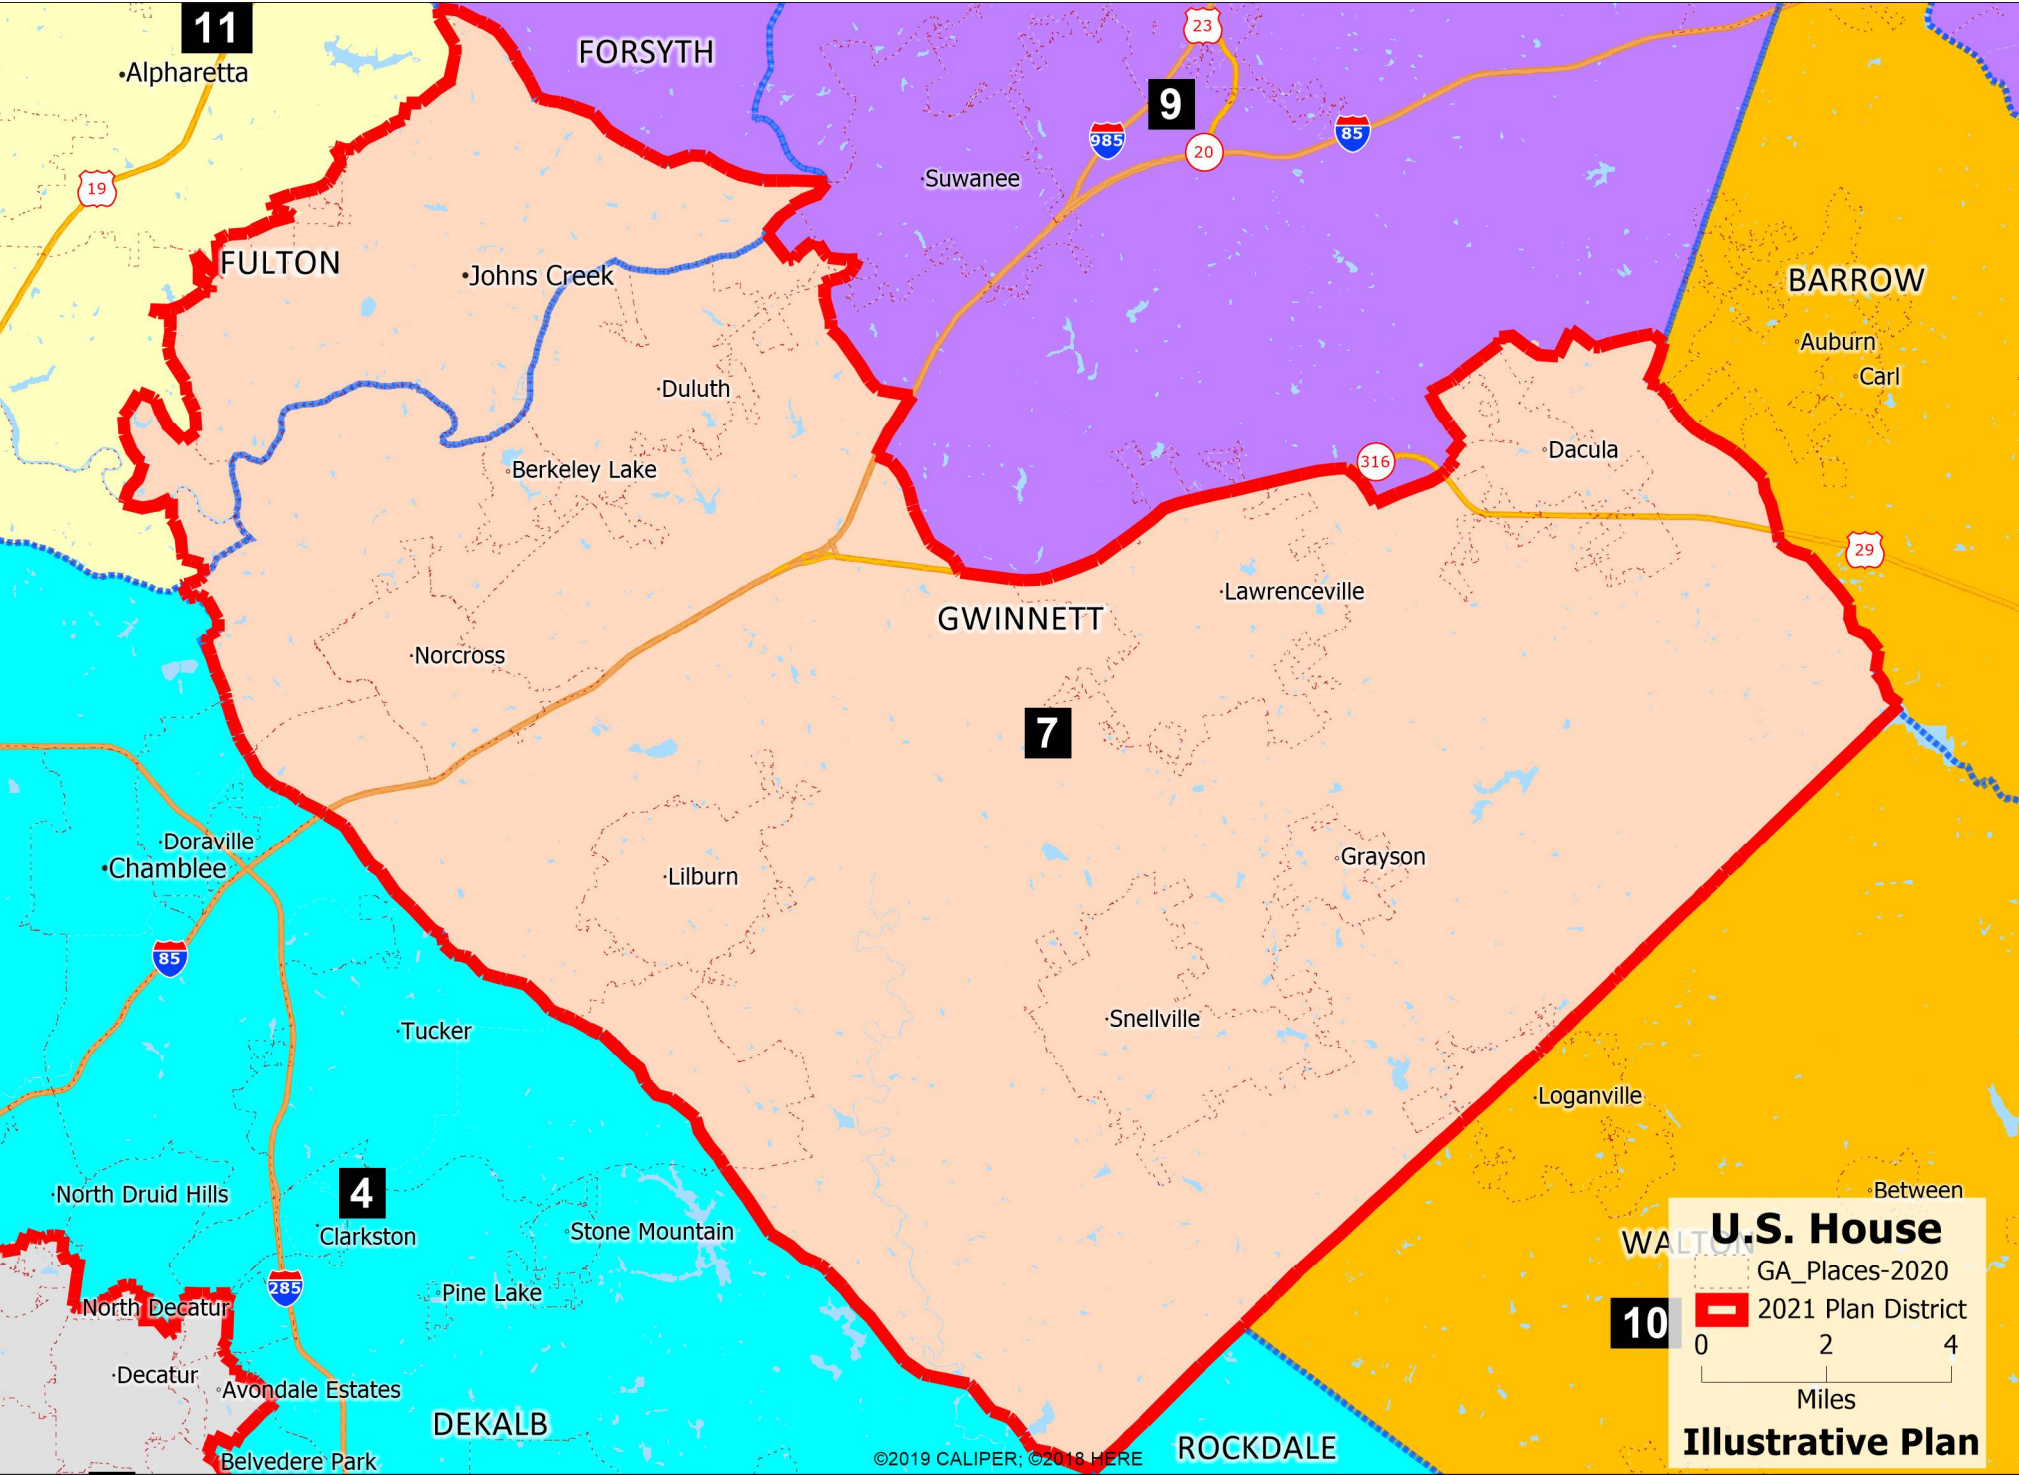 11
Alpharetta
FORSYTH
23
9
985
85
20
Suwanee
19
FULTON
Johns Creek
BARROW
Auburn
Carl
Duluth
Berkeley Lake
316
Dacula
29
Lawrenceville
GWINNETT
Norcross
7
Doraville
Chamblee
Lilburn
Grayson
85
Tucker
Snellville
Loganville
North Druid Hills
4
Clarkston
Stone Mountain
Between
WALTON
285
Pine Lake
North Decatur
Decatur
Avondale Estates
10
DEKALB
ROCKDALE
Belvedere Park
U.S. House
GA_Places-2020
2021 Plan District
0 2 4
Miles
Illustrative Plan
©2019 CALIPER; ©2018 HERE